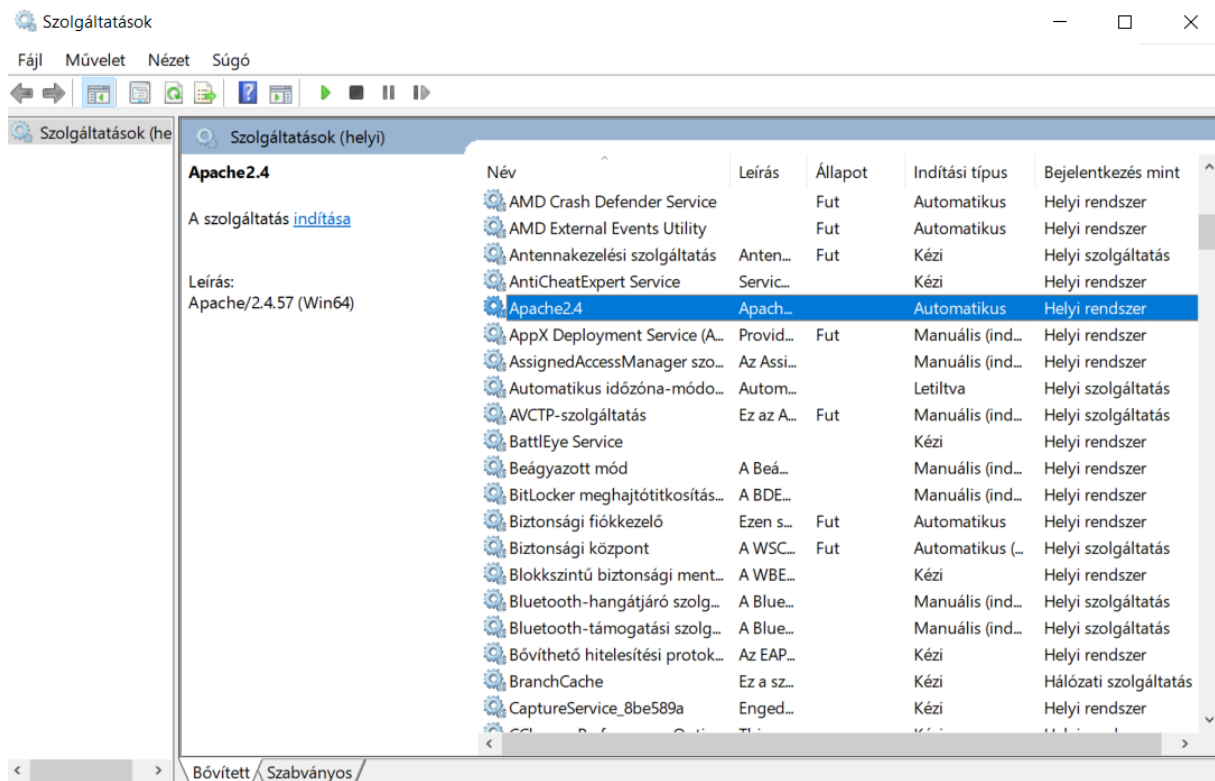 Szolgáltatások
Fájl Művelet Nézet Súgó
Szolgáltatások (he
Szolgáltatások (helyi)
Apache2.4
A szolgáltatás indítása
Leírás:
Apache/2.4.57 (Win64)
Név Leírás Állapot Indítási típus Bejelentkezés mint
AMD Crash Defender Service Fut Automatikus Helyi rendszer
AMD External Events Utility Fut Automatikus Helyi rendszer
Antennakezelési szolgáltatás Anten... Fut Kézi Helyi szolgáltatás
AntiCheatExpert Service Servic... Kézi Helyi rendszer
Apache2.4 Apach... Automatikus Helyi rendszer
AppX Deployment Service (A... Provid... Fut Manuális (ind... Helyi rendszer
AssignedAccessManager szo... Az Assi... Manuális (ind... Helyi rendszer
Automatikus időzóna-módo... Autom... Letiltva Helyi szolgáltatás
AVCTP-szolgáltatás Ez az A... Fut Manuális (ind... Helyi szolgáltatás
BattlEye Service Kézi Helyi rendszer
Beágyazott mód A Beá... Manuális (ind... Helyi rendszer
BitLocker meghajtótitkosítás... A BDE... Manuális (ind... Helyi rendszer
Biztonsági fiókkezelő Ezen s... Fut Automatikus Helyi rendszer
Biztonsági központ A WSC... Fut Automatikus (... Helyi szolgáltatás
Blokkszintű biztonsági ment... A WBE... Kézi Helyi rendszer
Bluetooth-hangátjáró szolg... A Blue... Manuális (ind... Helyi szolgáltatás
Bluetooth-támogatási szolg... A Blue... Manuális (ind... Helyi szolgáltatás
Bővíthető hitelesítési protok... Az EAP... Kézi Helyi rendszer
BranchCache Ez a sz... Kézi Hálózati szolgáltatás
CaptureService_8be589a Enged... Kézi Helyi rendszer
Bővített Szabványos